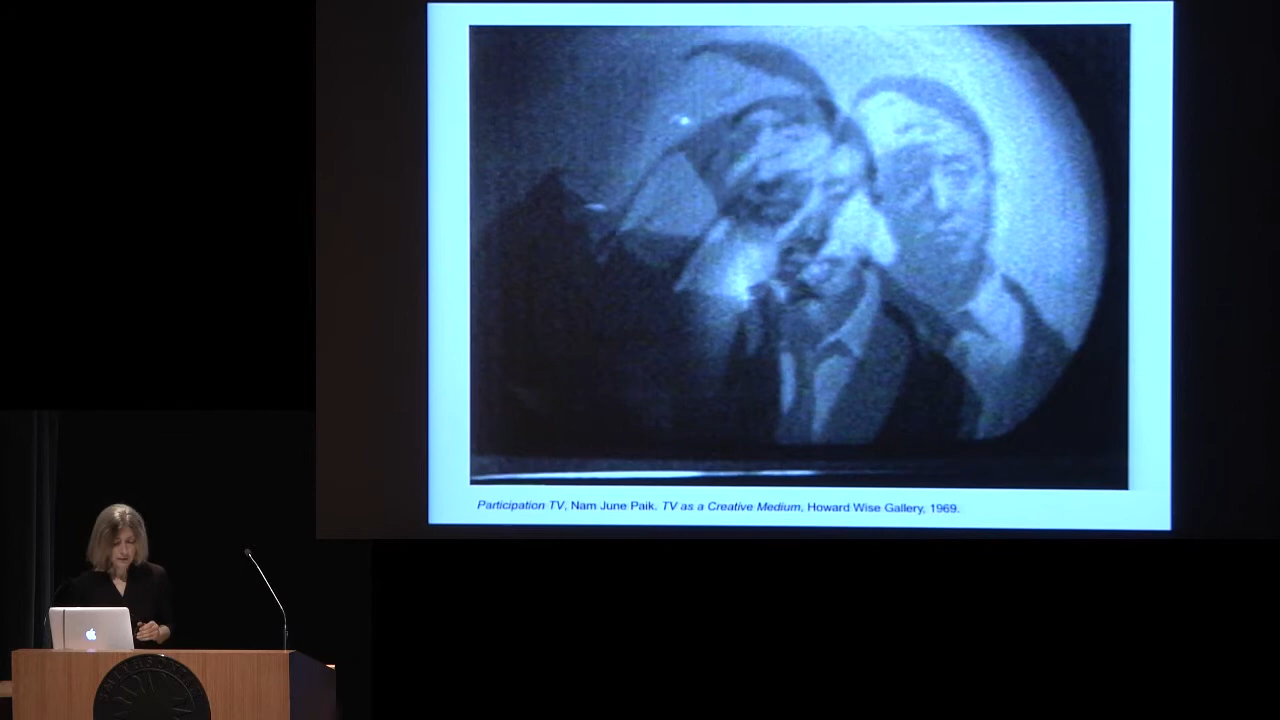 Participation TV, Nam June Paik. TV as a Creative Medium, Howard Wise Gallery, 1969.